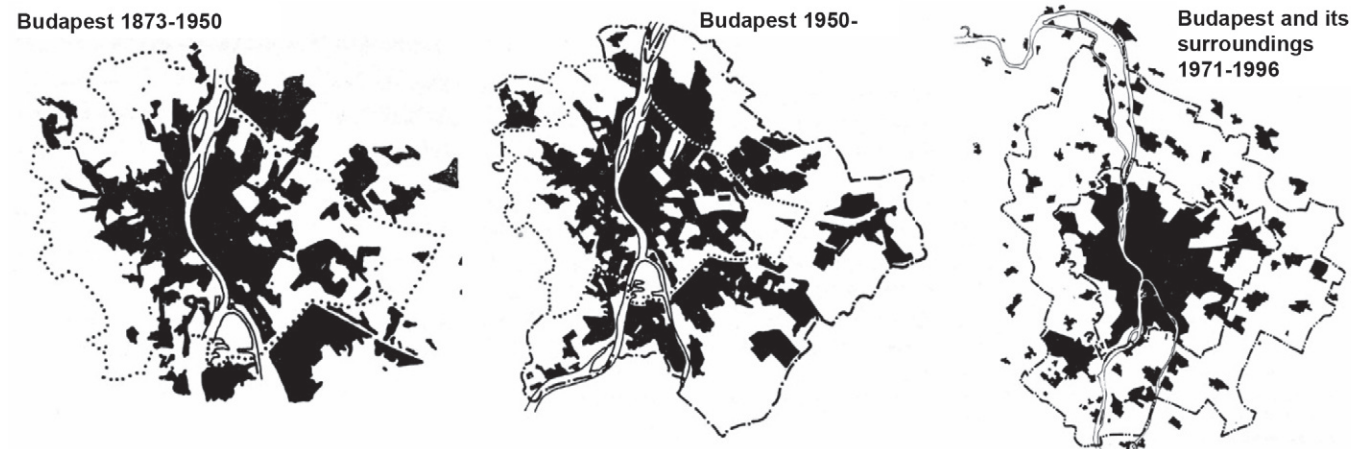 Budapest 1873-1950
Budapest 1950-
Budapest and its
surroundings
1971-1996